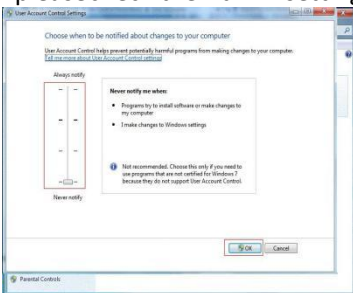 User Account Control Settings
Choose when to be notified about changes to your computer
User Account Control helps prevent potentially harmful programs from making changes to your computer.
Tell me more about User Account Control settings
Always notify
Never notify me when:
• Programs try to install software or make changes to
my computer
• I make changes to Windows settings
Not recommended. Choose this only if you need to
use programs that are not certified for Windows 7
because they do not support User Account Control.
Never notify
OK
Cancel
Parental Controls